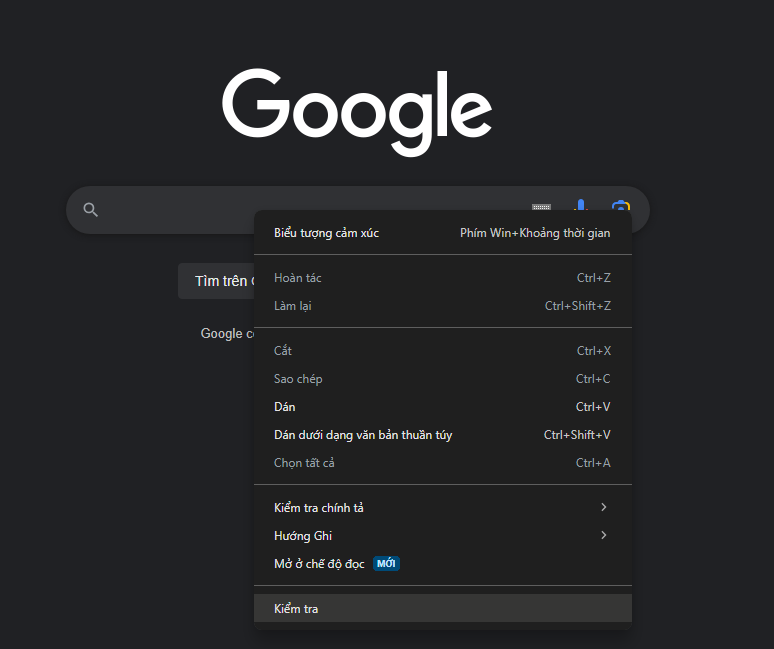 Google
Biểu tượng cảm xúc Phím Win+Khoảng thời gian
Tìm trên
Hoàn tác Ctrl+Z
Làm lại Ctrl+Shift+Z
Google
Cắt Ctrl+X
Sao chép Ctrl+C
Dán Ctrl+V
Dán dưới dạng văn bản thuần túy Ctrl+Shift+V
Chọn tất cả Ctrl+A
Kiểm tra chính tả
Hướng Ghi
Mở ở chế độ đọc MỚI
Kiểm tra